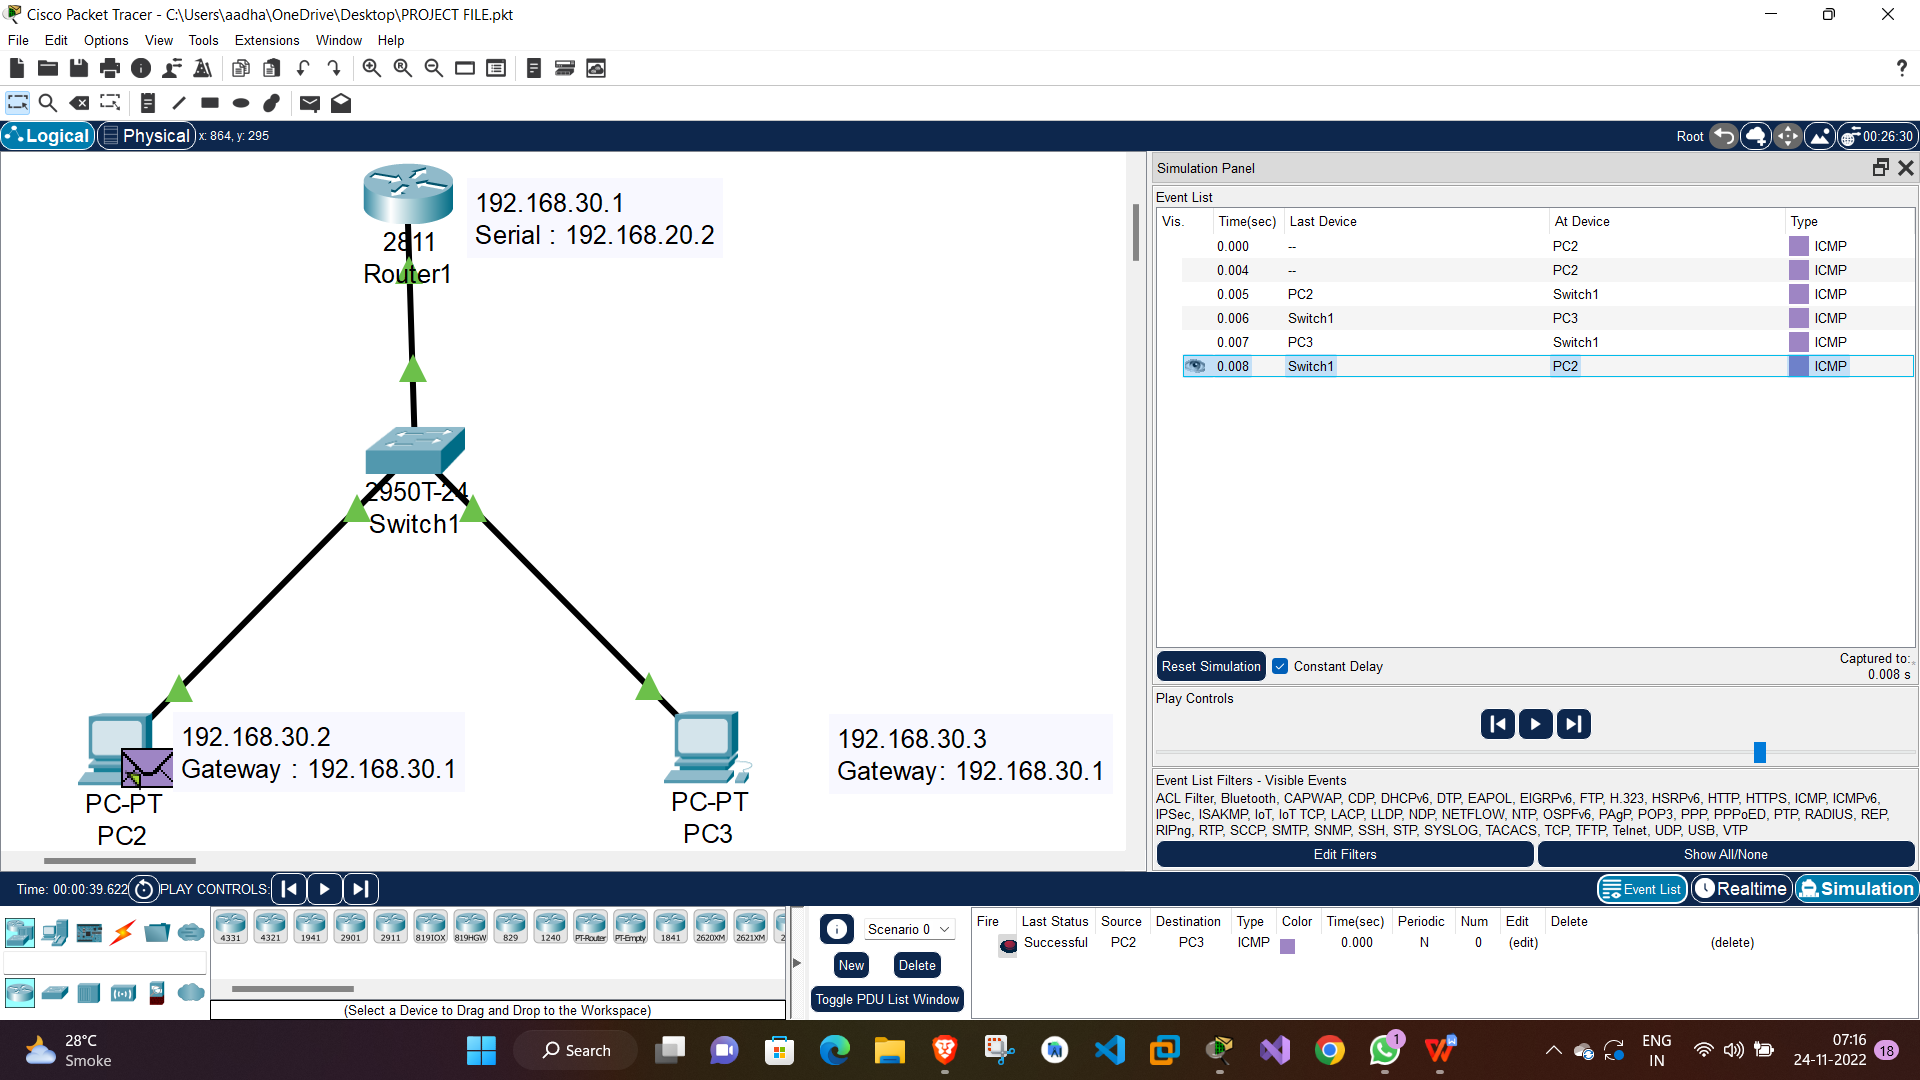 Cisco Packet Tracer - C:\Users\aadha\OneDrive\Desktop\PROJECT FILE.pkt
File Edit Options View Tools Extensions Window Help
?
Logical Physical x: 864, y: 295
Root 00:26:30
192.168.30.1
Serial : 192.168.20.2
2811
Router1
2950T-24
Switch1
192.168.30.2
Gateway : 192.168.30.1
PC-PT
PC2
192.168.30.3
Gateway: 192.168.30.1
PC-PT
PC3
Simulation Panel
Event List
Vis. Time(sec) Last Device At Device Type
0.000 -- PC2 ICMP
0.004 -- PC2 ICMP
0.005 PC2 Switch1 ICMP
0.006 Switch1 PC3 ICMP
0.007 PC3 Switch1 ICMP
0.008 Switch1 PC2 ICMP
Reset Simulation Constant Delay
Captured to:
0.008 s
Play Controls
Event List Filters - Visible Events
ACL Filter, Bluetooth, CAPWAP, CDP, DHCPv6, DTP, EAPOL, EIGRPv6, FTP, H.323, HSRPv6, HTTP, HTTPS, ICMP, ICMPv6,
IPSec, ISAKMP, IoT, IoT TCP, LACP, LLDP, NDP, NETFLOW, NTP, OSPFv6, PAgP, POP3, PPP, PPPoED, PTP, RADIUS, REP,
RIPng, RTP, SCCP, SMTP, SNMP, SSH, STP, SYSLOG, TACACS, TCP, TFTP, Telnet, UDP, USB, VTP
Edit Filters Show All/None
Time: 00:00:39.622 PLAY CONTROLS:
Event List Realtime Simulation
4331 4321 1941 2901 2911 819IOX 819HGW 829 1240 PT-Router PT-Empty 1841 2620XM 2621XM 2
(Select a Device to Drag and Drop to the Workspace)
Scenario 0
New Delete
Toggle PDU List Window
Fire Last Status Source Destination Type Color Time(sec) Periodic Num Edit Delete
Successful PC2 PC3 ICMP 0.000 N 0 (edit) (delete)
28°C
Smoke
Search
1
ENG
IN
07:16
24-11-2022
18